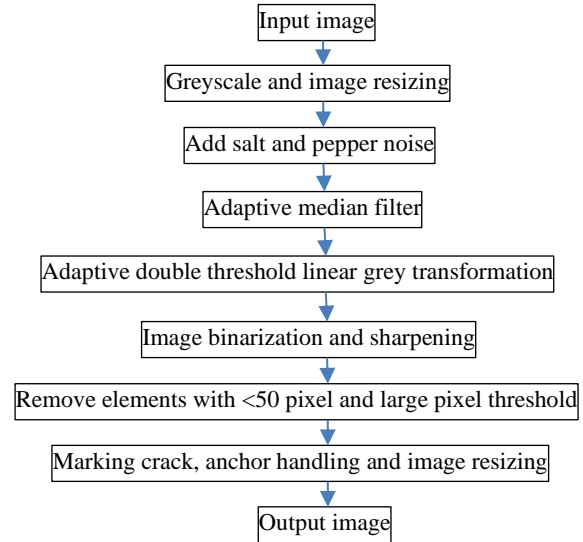 Input image
Greyscale and image resizing
Add salt and pepper noise
Adaptive median filter
Adaptive double threshold linear grey transformation
Image binarization and sharpening
Remove elements with <50 pixel and large pixel threshold
Marking crack, anchor handling and image resizing
Output image